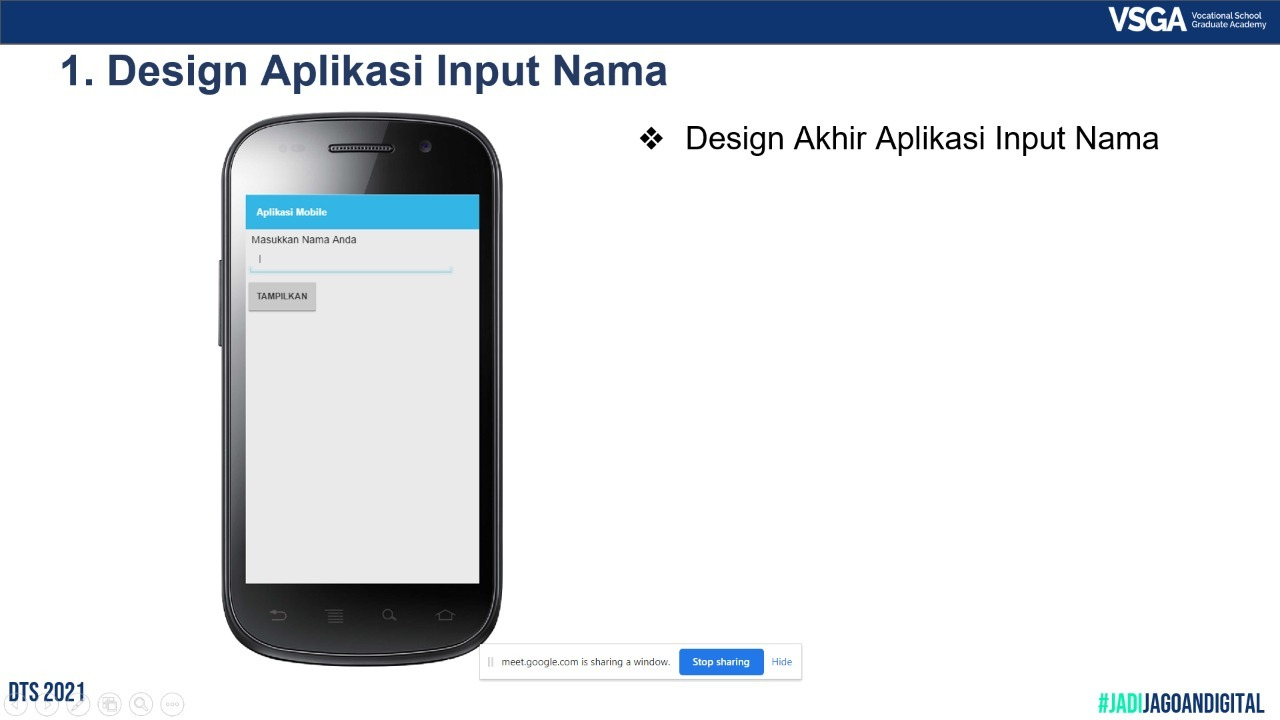 VSGA Vocational School
Graduate Academy
1. Design Aplikasi Input Nama
❖ Design Akhir Aplikasi Input Nama
Aplikasi Mobile
Masukkan Nama Anda
TAMPILKAN
meet.google.com is sharing a window. Stop sharing Hide
DTS 2021
#JADIJAGOANDIGITAL